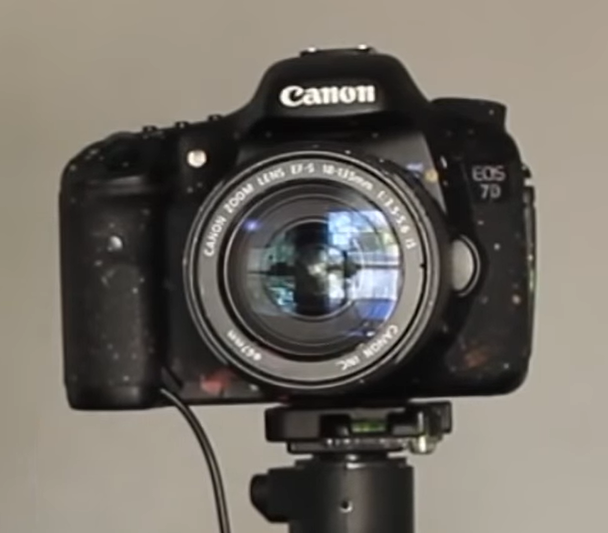 Canon
EOS
7D
CANON ZOOM LENS EF-S 18-135mm 1:3.5-5.6 IS
CANON INC.
ø67mm